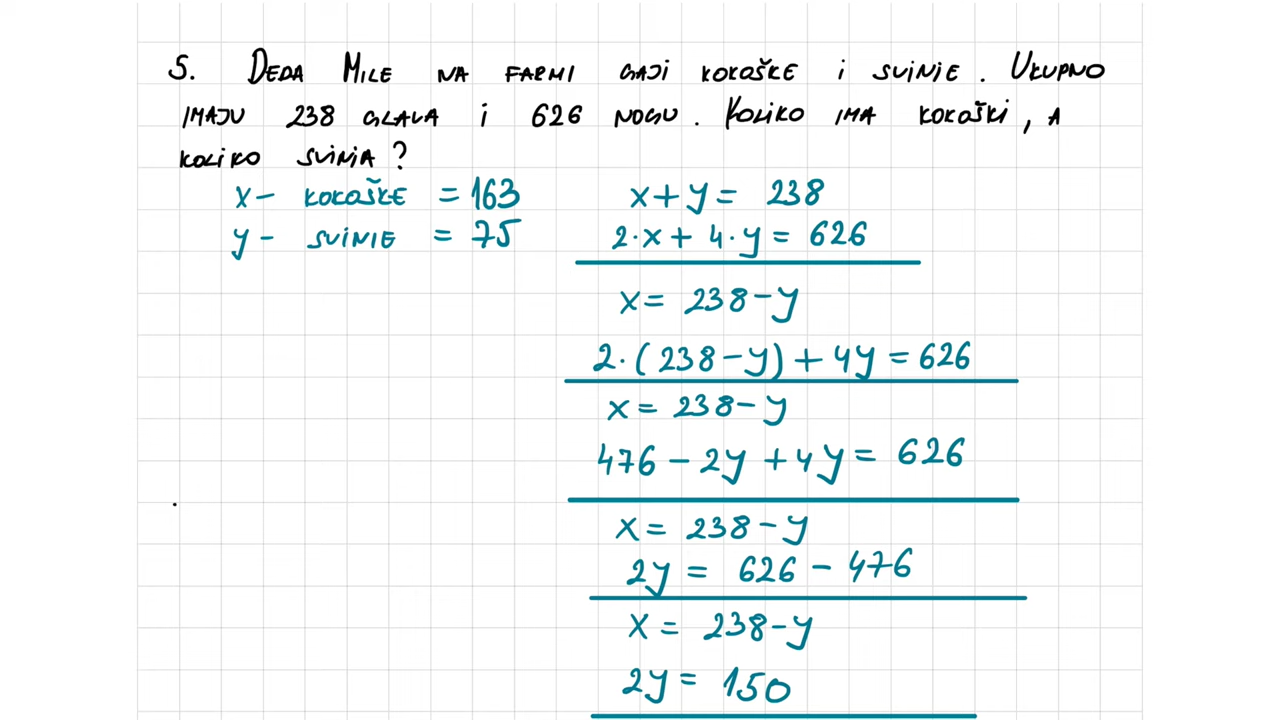 5. DEDA MILE NA FARMI GAJI KOKOŠKE I SVINJE. UKUPNO
IMAJU 238 GLAVA I 626 NOGU. KOLIKO IMA KOKOŠKI, A
KOLIKO SVINJA?
x - KOKOŠKE = 163
y - SVINJE = 75
x + y = 238
2·x + 4·y = 626
x = 238 - y
2·(238 - y) + 4y = 626
x = 238 - y
476 - 2y + 4y = 626
x = 238 - y
2y = 626 - 476
x = 238 - y
2y = 150